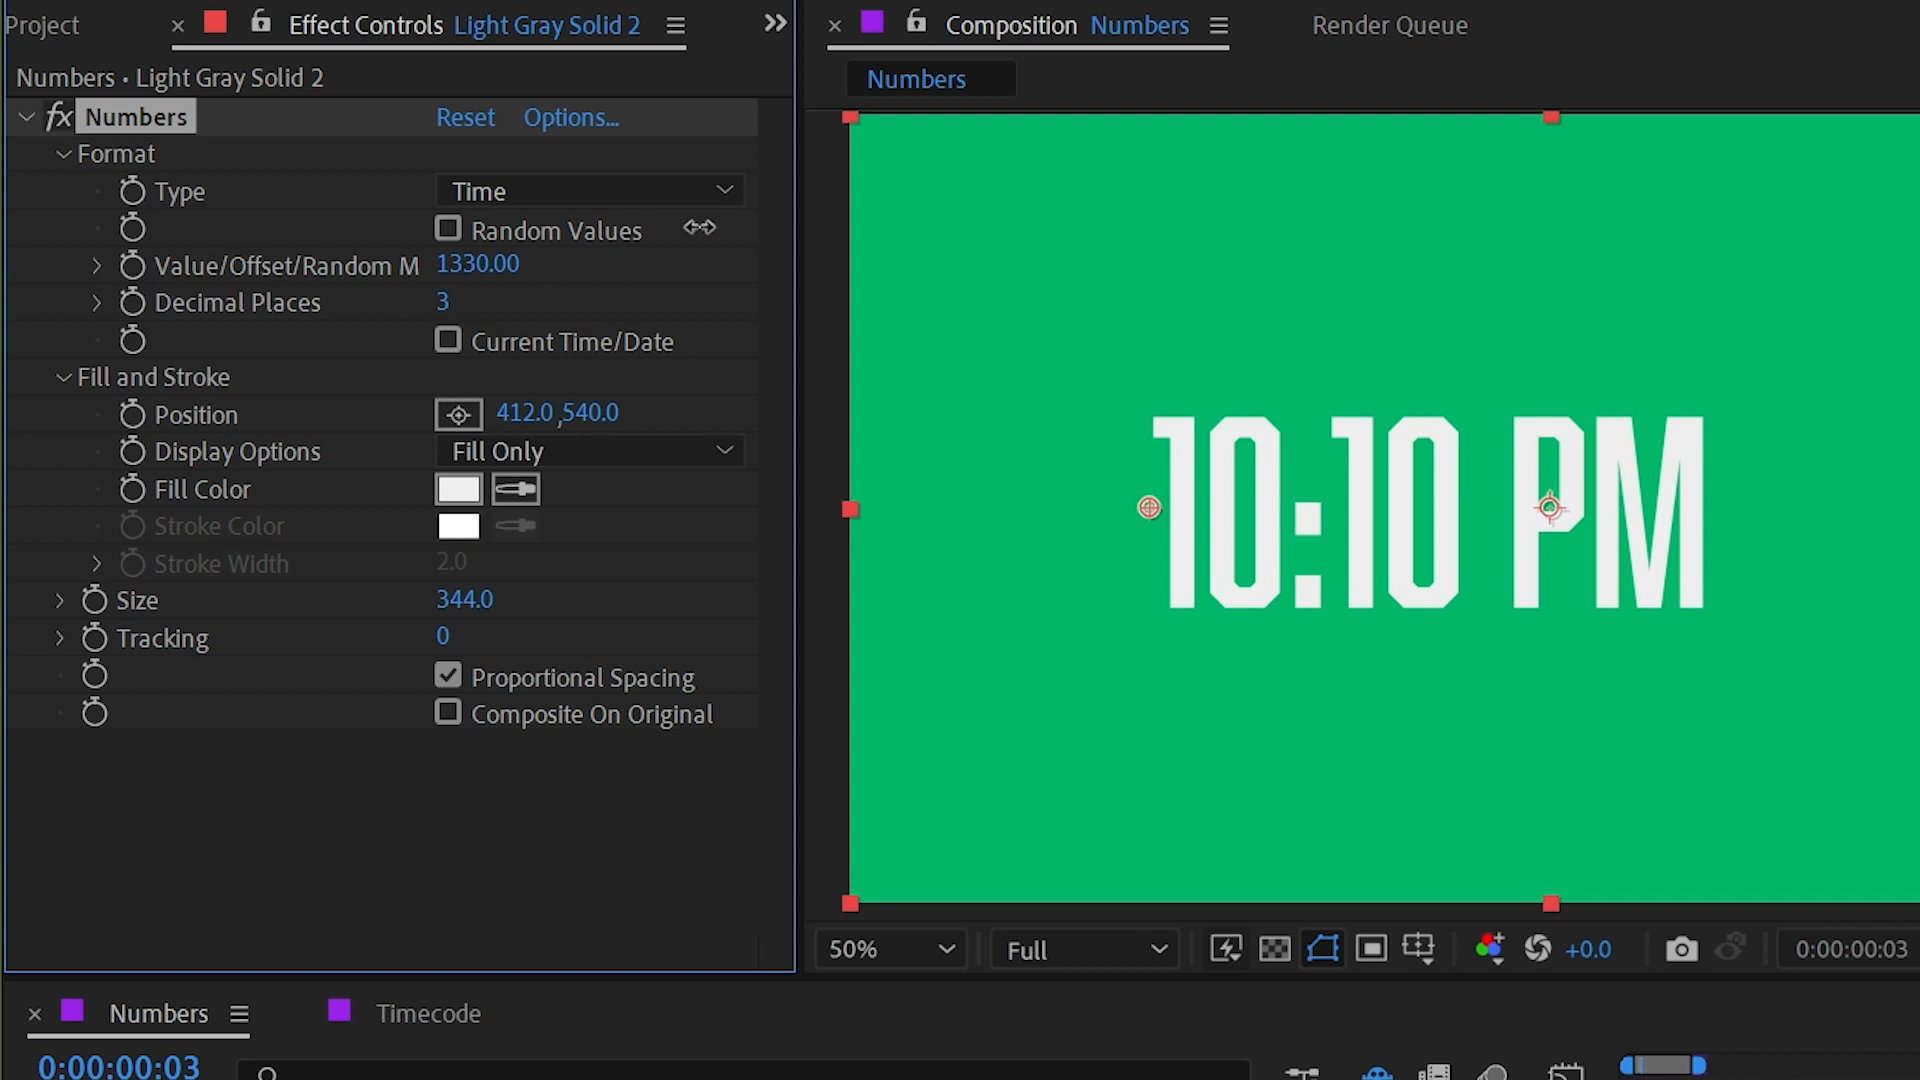 Project
Effect Controls Light Gray Solid 2
Numbers • Light Gray Solid 2
fx Numbers Reset Options...
Format
Type Time
Random Values
Value/Offset/Random M 1330.00
Decimal Places 3
Current Time/Date
Fill and Stroke
Position 412.0 ,540.0
Display Options Fill Only
Fill Color
Stroke Color
Stroke Width 2.0
Size 344.0
Tracking 0
Proportional Spacing
Composite On Original
Composition Numbers
Render Queue
Numbers
10:10 PM
50% Full +0.0 0:00:00:03
Numbers
Timecode
0:00:00:03